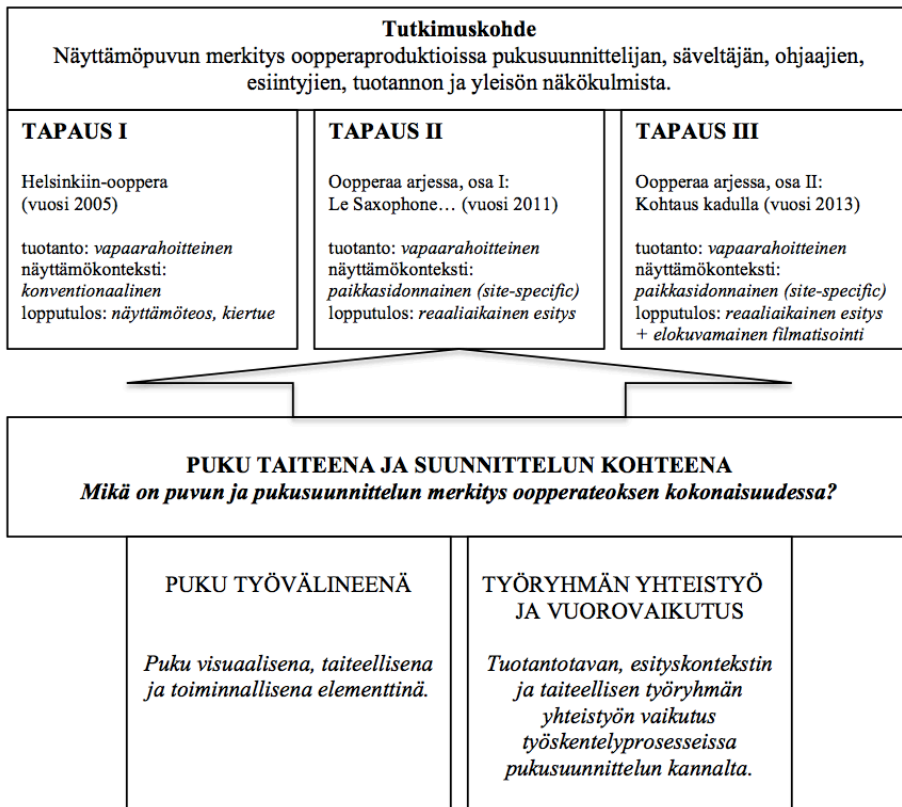 Tutkimuskohde
Näyttömöpuvun merkitys oopperaproduktioissa pukusuunnittelijan, säveltäjän, ohjaajien,
esiintyjien, tuotannon ja yleisön näkökulmista.
TAPAUS I
Helsinkiin-ooppera
(vuosi 2005)
tuotanto: vapaarahoitteinen
näyttämökonteksti:
konventionaalinen
lopputulos: näyttämöteos, kiertue
TAPAUS II
Oopperaa arjessa, osa I:
Le Saxophone… (vuosi 2011)
tuotanto: vapaarahoitteinen
näyttämökonteksti:
paikkasidonnainen (site-specific)
lopputulos: reaaliaikainen esitys
TAPAUS III
Oopperaa arjessa, osa II:
Kohtaus kadulla (vuosi 2013)
tuotanto: vapaarahoitteinen
näyttämökonteksti:
paikkasidonnainen (site-specific)
lopputulos: reaaliaikainen esitys
+ elokuvamainen filmatisointi
PUKU TAITEENA JA SUUNNITTELUN KOHTEENA
Mikä on puvun ja pukusuunnittelun merkitys oopperateoksen kokonaisuudessa?
PUKU TYÖVÄLINEENÄ
Puku visuaalisena, taiteellisena
ja toiminnallisena elementtinä.
TYÖRYHMÄN YHTEISTYÖ
JA VUOROVAIKUTUS
Tuotantotavan, esityskontekstin
ja taiteellisen työryhmän
yhteistyön vaikutus
työskentelyprosesseissa
pukusuunnittelun kannalta.